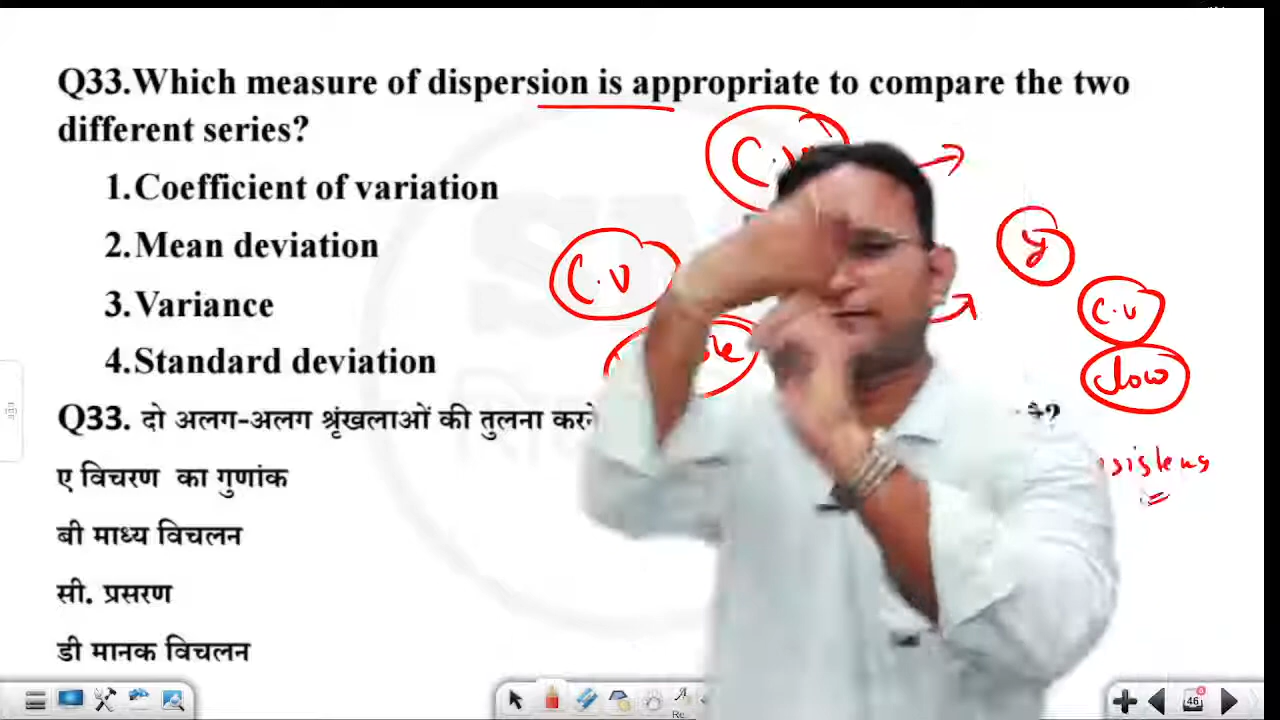 Q33.Which measure of dispersion is appropriate to compare the two
different series?
1.Coefficient of variation
2.Mean deviation
3.Variance
4.Standard deviation
Q33. दो अलग-अलग श्रृंखलाओं की तुलना करने
ए विचरण का गुणांक
बी माध्य विचलन
सी. प्रसरण
डी मानक विचलन
C.V
y
C.V
low
46